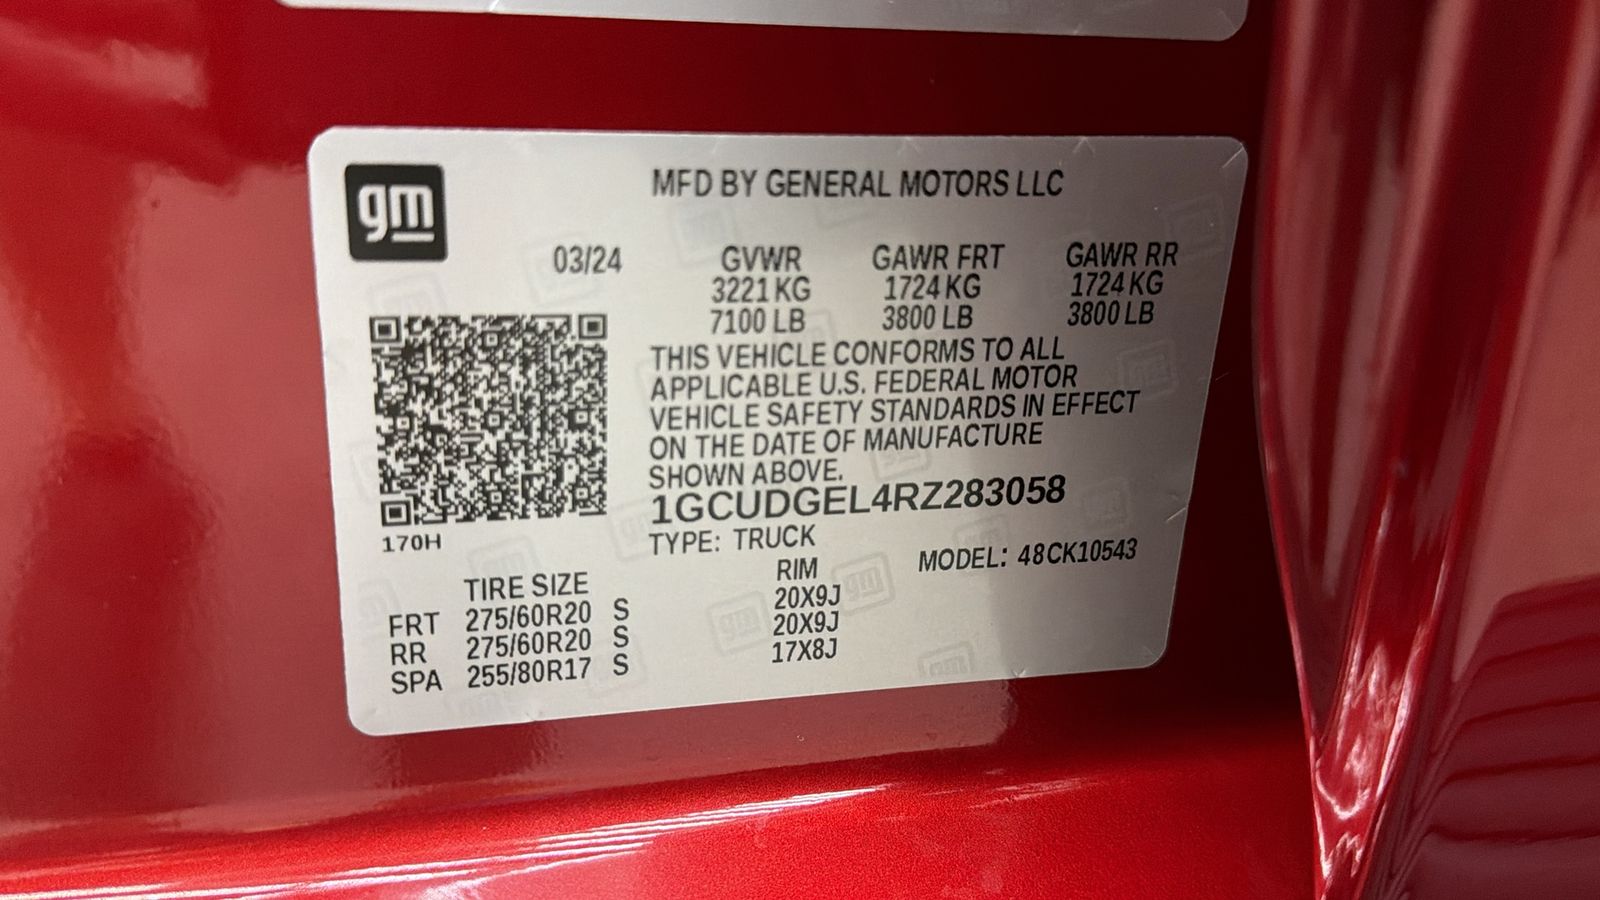 gm
MFD BY GENERAL MOTORS LLC
03/24 GVWR GAWR FRT GAWR RR
3221 KG 1724 KG 1724 KG
7100 LB 3800 LB 3800 LB
THIS VEHICLE CONFORMS TO ALL
APPLICABLE U.S. FEDERAL MOTOR
VEHICLE SAFETY STANDARDS IN EFFECT
ON THE DATE OF MANUFACTURE
SHOWN ABOVE.
1GCUDGEL4RZ283058
170H
TYPE: TRUCK
MODEL: 48CK10543
TIRE SIZE RIM
FRT 275/60R20 S 20X9J
RR 275/60R20 S 20X9J
SPA 255/80R17 S 17X8J